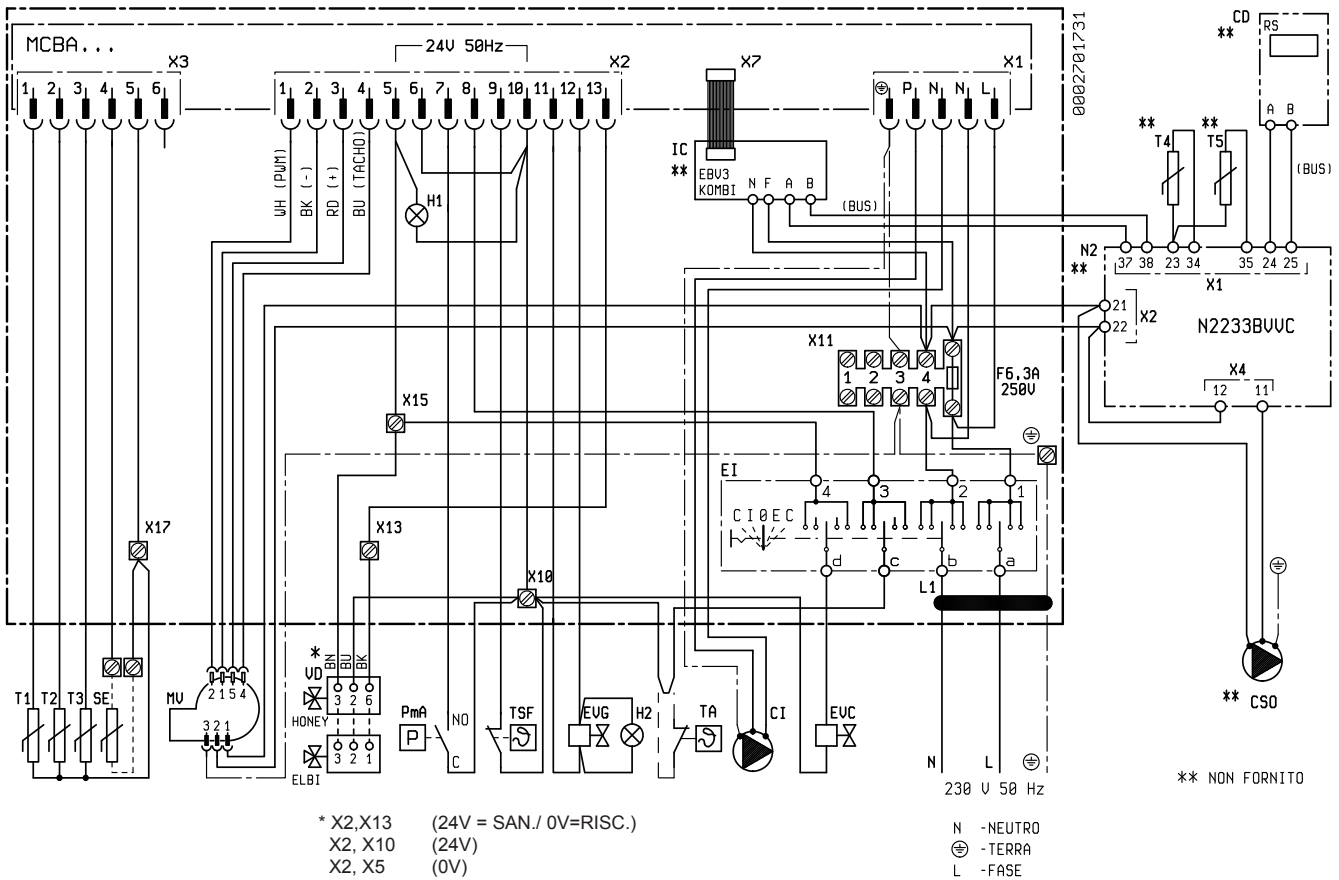 MCBA...
24V 50Hz
X3
X2
X7
X1
1 2 3 4 5 6
1 2 3 4 5 6 7 8 9 10 11 12 13
P N N L
0002701731
** CD
RS
A B
(BUS)
WH (PWM)
BK (-)
RD (+)
BU (TACHO)
H1
IC
**
EBV3
KOMBI
N F A B
(BUS)
** T4
** T5
N2
**
37 38 23 34 35 24 25
X1
21
22
X2
N2233BVVC
X4
12 11
X11
1 2 3 4
F6,3A
250V
X15
EI
4 3 2 1
C I 0 E C
d c b a
L1
X17
X13
X10
* VD
BN
BU
BK
3 2 6
HONEY
3 2 1
ELBI
T1 T2 T3 SE
MV
2 1 5 4
3 2 1
PmA
P
NO
C
TSF
EVG
H2
TA
CI
EVC
N L
230 V 50 Hz
** CSO
** NON FORNITO
* X2,X13 (24V = SAN./ 0V=RISC.)
X2, X10 (24V)
X2, X5 (0V)
N -NEUTRO
-TERRA
L -FASE